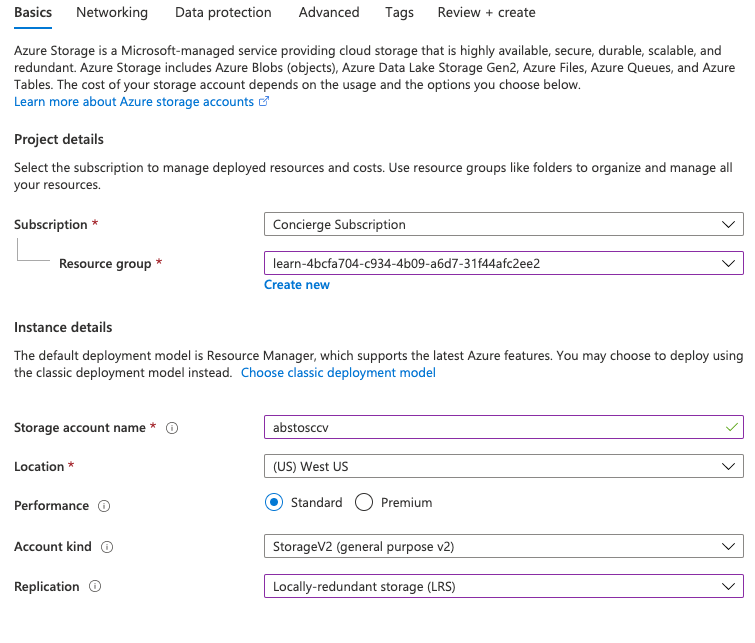 Basics Networking Data protection Advanced Tags Review + create
Azure Storage is a Microsoft-managed service providing cloud storage that is highly available, secure, durable, scalable, and
redundant. Azure Storage includes Azure Blobs (objects), Azure Data Lake Storage Gen2, Azure Files, Azure Queues, and Azure
Tables. The cost of your storage account depends on the usage and the options you choose below.
Learn more about Azure storage accounts
Project details
Select the subscription to manage deployed resources and costs. Use resource groups like folders to organize and manage all
your resources.
Subscription * Concierge Subscription
Resource group * learn-4bcfa704-c934-4b09-a6d7-31f44afc2ee2
Create new
Instance details
The default deployment model is Resource Manager, which supports the latest Azure features. You may choose to deploy using
the classic deployment model instead. Choose classic deployment model
Storage account name * abstosccv
Location * (US) West US
Performance Standard Premium
Account kind StorageV2 (general purpose v2)
Replication Locally-redundant storage (LRS)